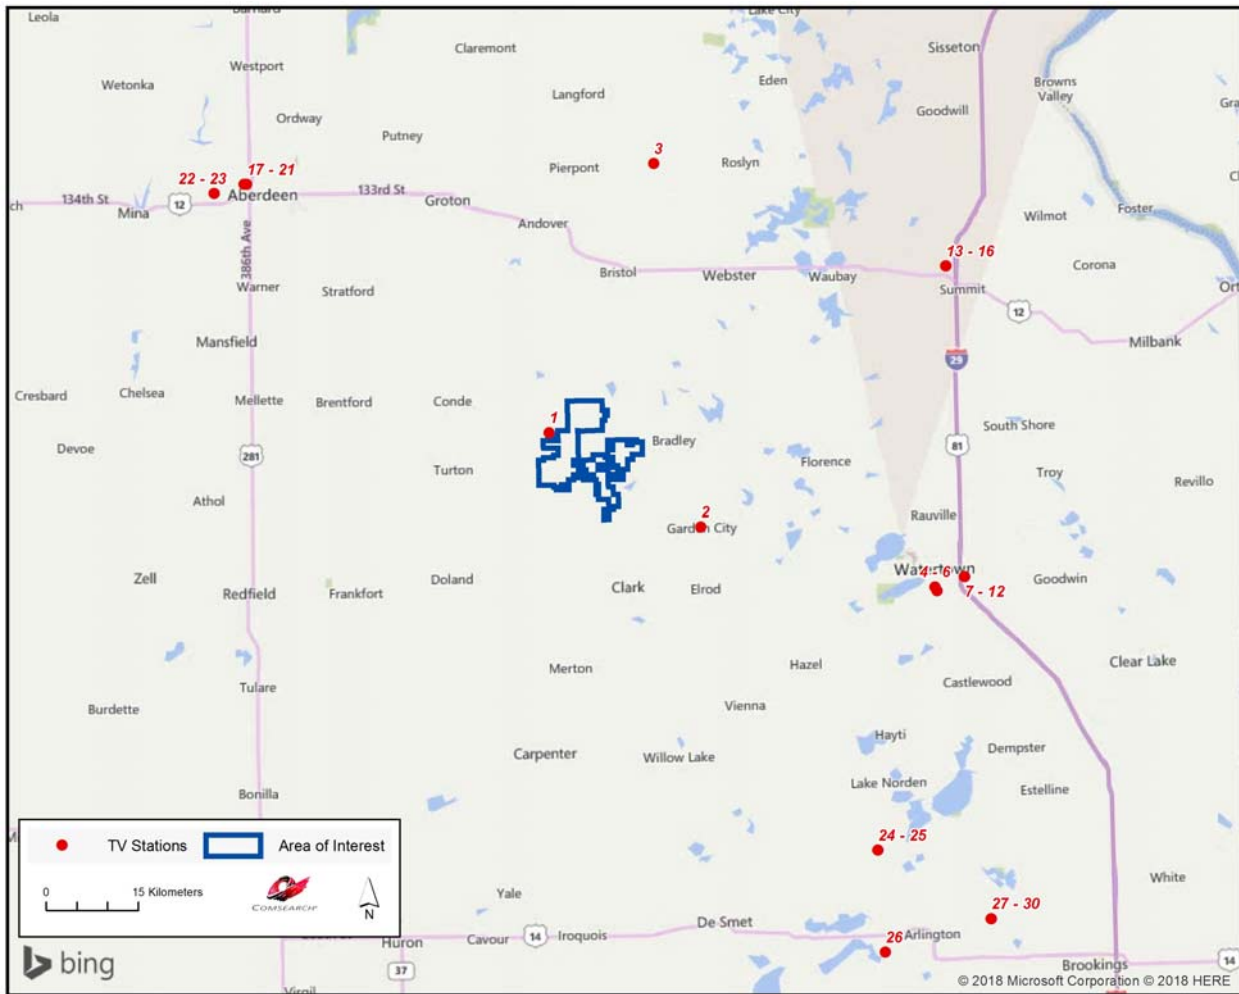 Leola
Lake City
Claremont
Sisseton
Westport
Wetonka
Eden
Browns
Valley
Langford
Goodwill
Ordway
Putney
3
Pierpont
Roslyn
22 - 23
17 - 21
Aberdeen
134th St
133rd St
12
Mina
Groton
Wilmot
Foster
Andover
386th Ave
13 - 16
Corona
Bristol
Webster
Waubay
Warner
Stratford
Summit
12
Mansfield
Milbank
29
Cresbard
Chelsea
Mellette
Brentford
Conde
1
South Shore
Devoe
Bradley
81
281
Turton
Florence
Troy
Revillo
Athol
2
Rauville
Garden City
Watertown
4 - 6
Zell
Doland
Goodwin
Redfield
Frankfort
Clark
Elrod
7 - 12
Merton
Hazel
Clear Lake
Tulare
Castlewood
Burdette
Vienna
Hayti
Dempster
Carpenter
Willow Lake
Lake Norden
Estelline
Bonilla
24 - 25
TV Stations
Area of Interest
White
0
15 Kilometers
COMSEARCH
N
Yale
27 - 30
De Smet
26
Arlington
14
Iroquois
Huron
Cavour
14
bing
37
Brookings
Virgil
© 2018 Microsoft Corporation © 2018 HERE